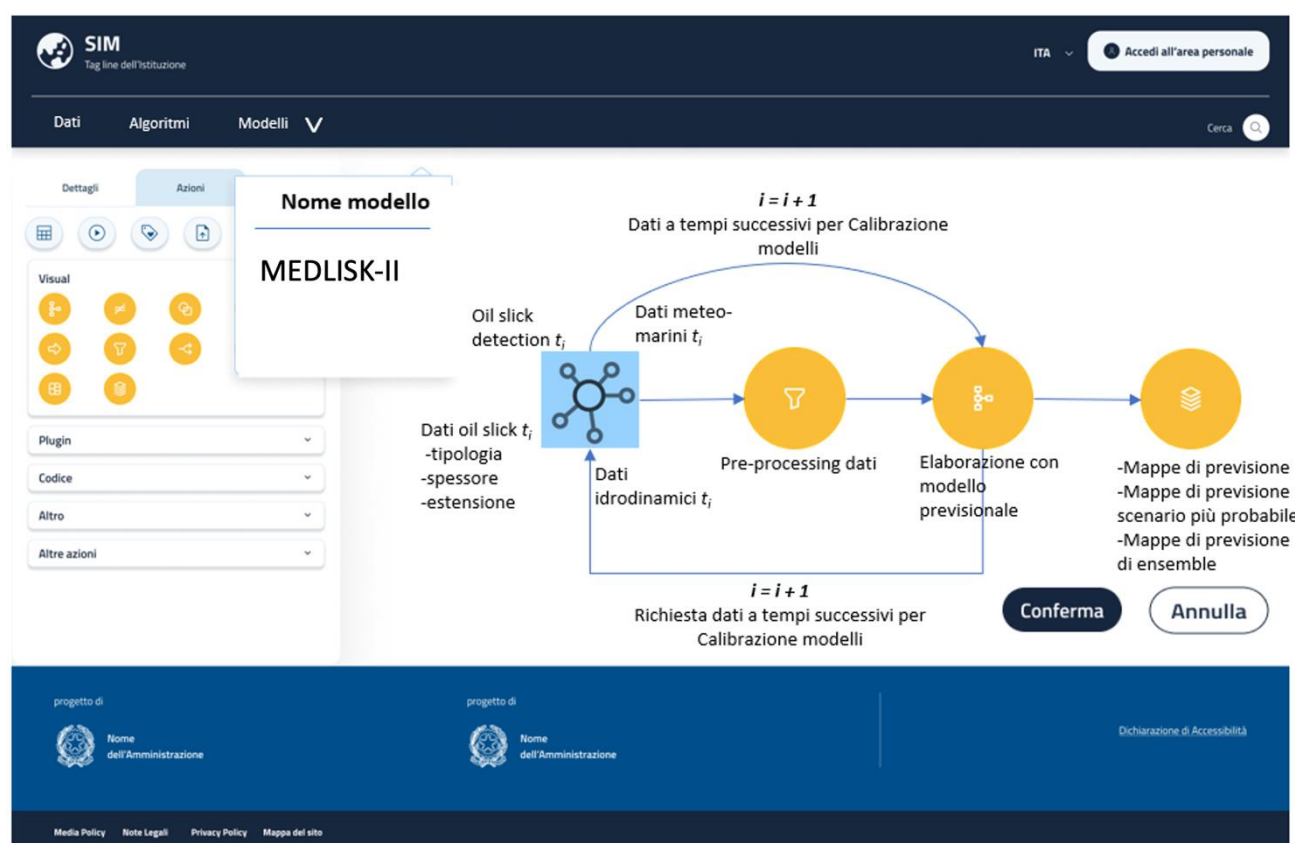 SIM
Tag line dell'Istituzione
ITA
Accedi all'area personale
Dati
Algoritmi
Modelli
Cerca
Dettagli
Azioni
Nome modello
MEDLISK-II
Visual
Plugin
Codice
Altro
Altre azioni
i = i + 1
Dati a tempi successivi per Calibrazione
modelli
Oil slick
detection ti
Dati meteo-
marini ti
Dati oil slick ti
-tipologia
-spessore
-estensione
Dati
idrodinamici ti
Pre-processing dati
Elaborazione con
modello
previsionale
-Mappe di previsione
-Mappe di previsione
scenario più probabile
-Mappe di previsione
di ensemble
i = i + 1
Richiesta dati a tempi successivi per
Calibrazione modelli
Conferma
Annulla
progetto di
Nome
dell'Amministrazione
progetto di
Nome
dell'Amministrazione
Dichiarazione di Accessibilità
Media Policy
Note Legali
Privacy Policy
Mappa del sito